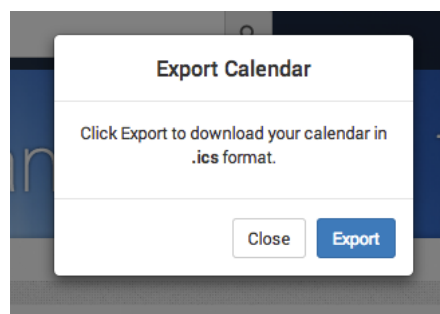 Export Calendar
Click Export to download your calendar in
.ics format.
Close Export